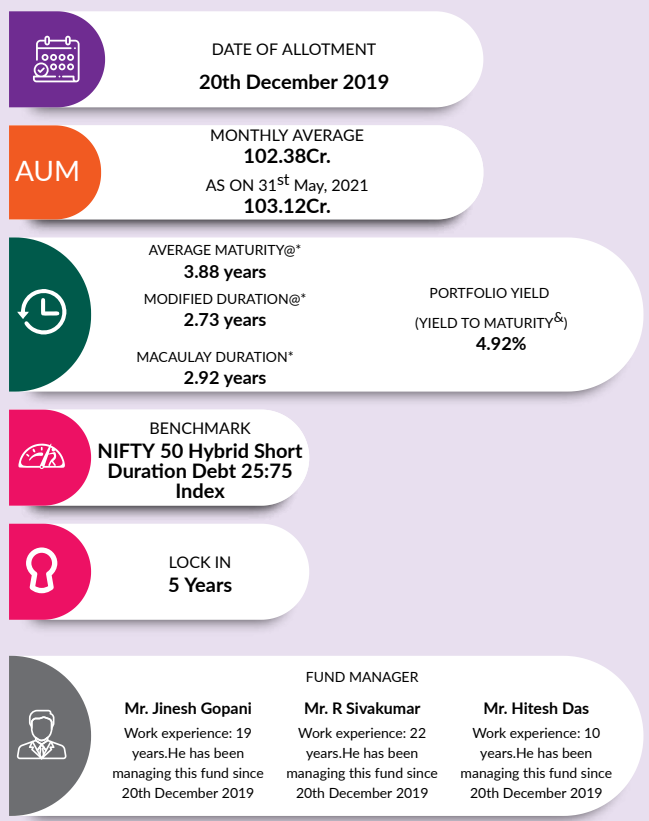 DATE OF ALLOTMENT
20th December 2019
AUM
MONTHLY AVERAGE
102.38Cr.
AS ON 31st May, 2021
103.12Cr.
AVERAGE MATURITY@*
3.88 years
MODIFIED DURATION@*
2.73 years
MACAULAY DURATION*
2.92 years
PORTFOLIO YIELD
(YIELD TO MATURITY&)
4.92%
BENCHMARK
NIFTY 50 Hybrid Short
Duration Debt 25:75
Index
LOCK IN
5 Years
FUND MANAGER
Mr. Jinesh Gopani
Work experience: 19
years.He has been
managing this fund since
20th December 2019
Mr. R Sivakumar
Work experience: 22
years.He has been
managing this fund since
20th December 2019
Mr. Hitesh Das
Work experience: 10
years.He has been
managing this fund since
20th December 2019